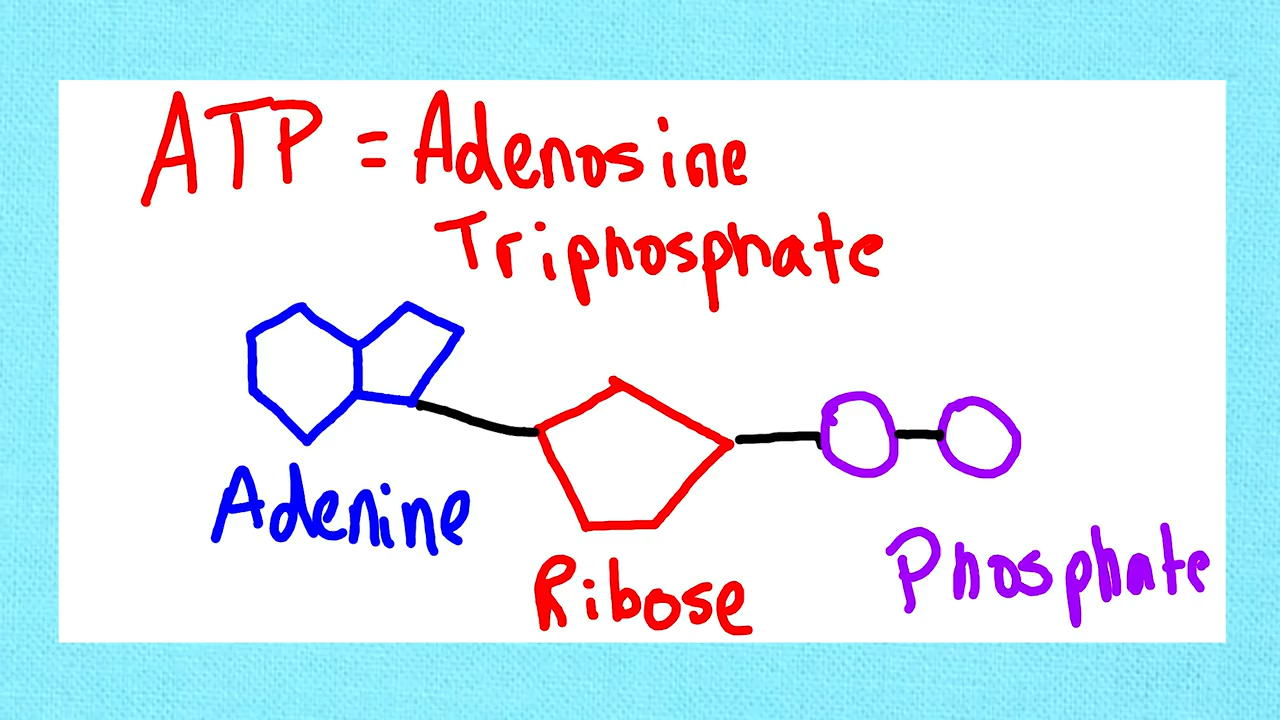 ATP = Adenosine
Triphosphate
Adenine
Ribose
Phosphate